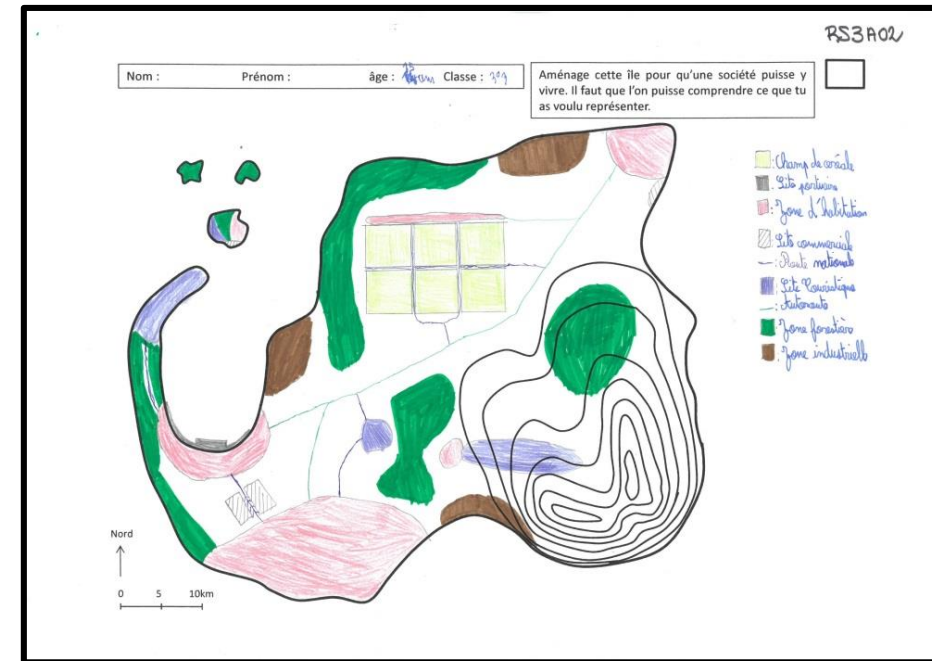 RS3A02
Nom : Prénom : âge : Classe : 303
Aménage cette île pour qu'une société puisse y
vivre. Il faut que l'on puisse comprendre ce que tu
as voulu représenter.
: Champ de céréale
: Site portuaire
: Zone d'habitation
: Site commerciale
: Route nationale
: Site Touristique
: Autoroute
: Zone forestière
: Zone industrielle
Nord
0 5 10km